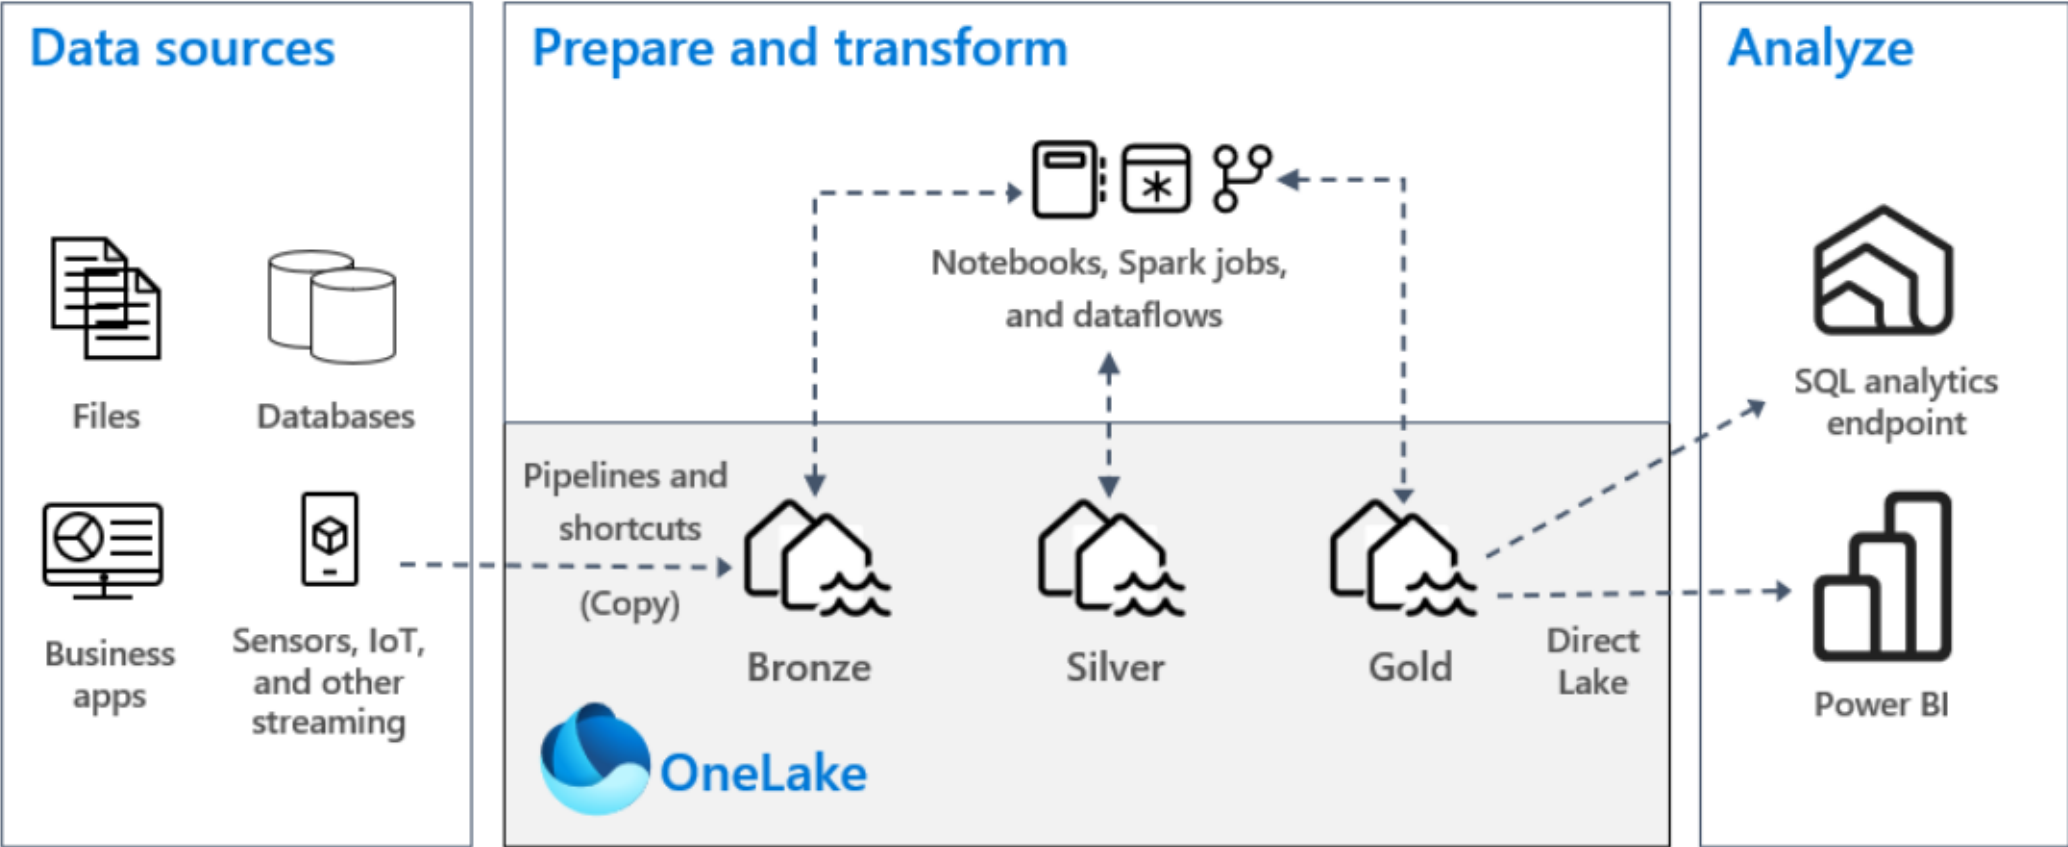 Data sources
Files
Databases
Business
apps
Sensors, IoT,
and other
streaming
Prepare and transform
Notebooks, Spark jobs,
and dataflows
Pipelines and
shortcuts
(Copy)
Bronze
Silver
Gold
Direct
Lake
OneLake
Analyze
SQL analytics
endpoint
Power BI